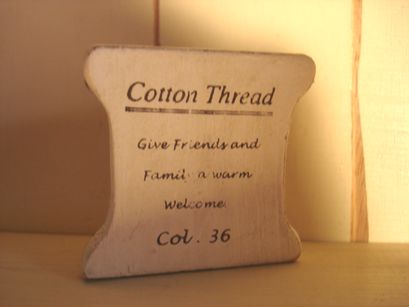 Cotton Thread
Give Friends and
Famil a warm
Welcome
Col. 36